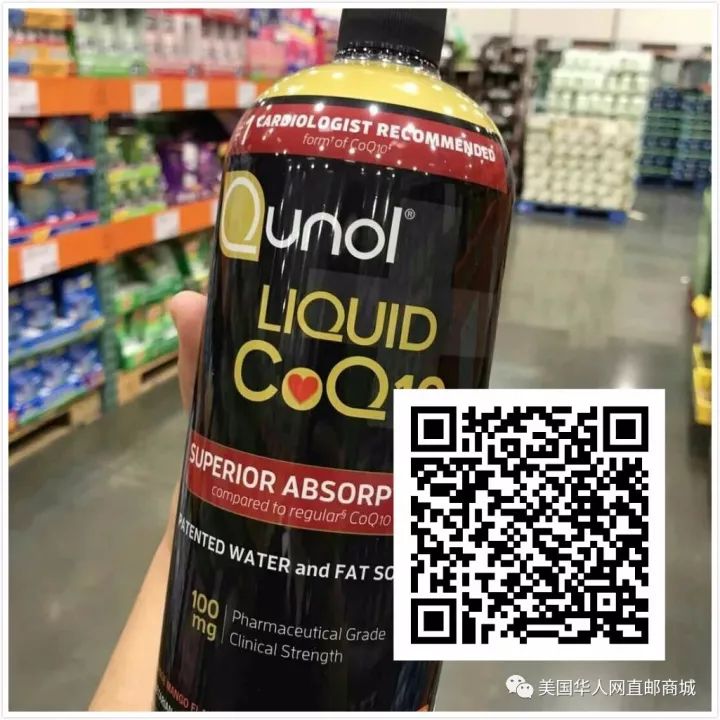 #1 CARDIOLOGIST RECOMMENDED
form† of CoQ10‡
Qunol®
LIQUID
CoQ10
SUPERIOR ABSORP
compared to regular§ CoQ10
PATENTED WATER and FAT SO
100
mg
Pharmaceutical Grade
Clinical Strength
MANGO
美国华人网直邮商城